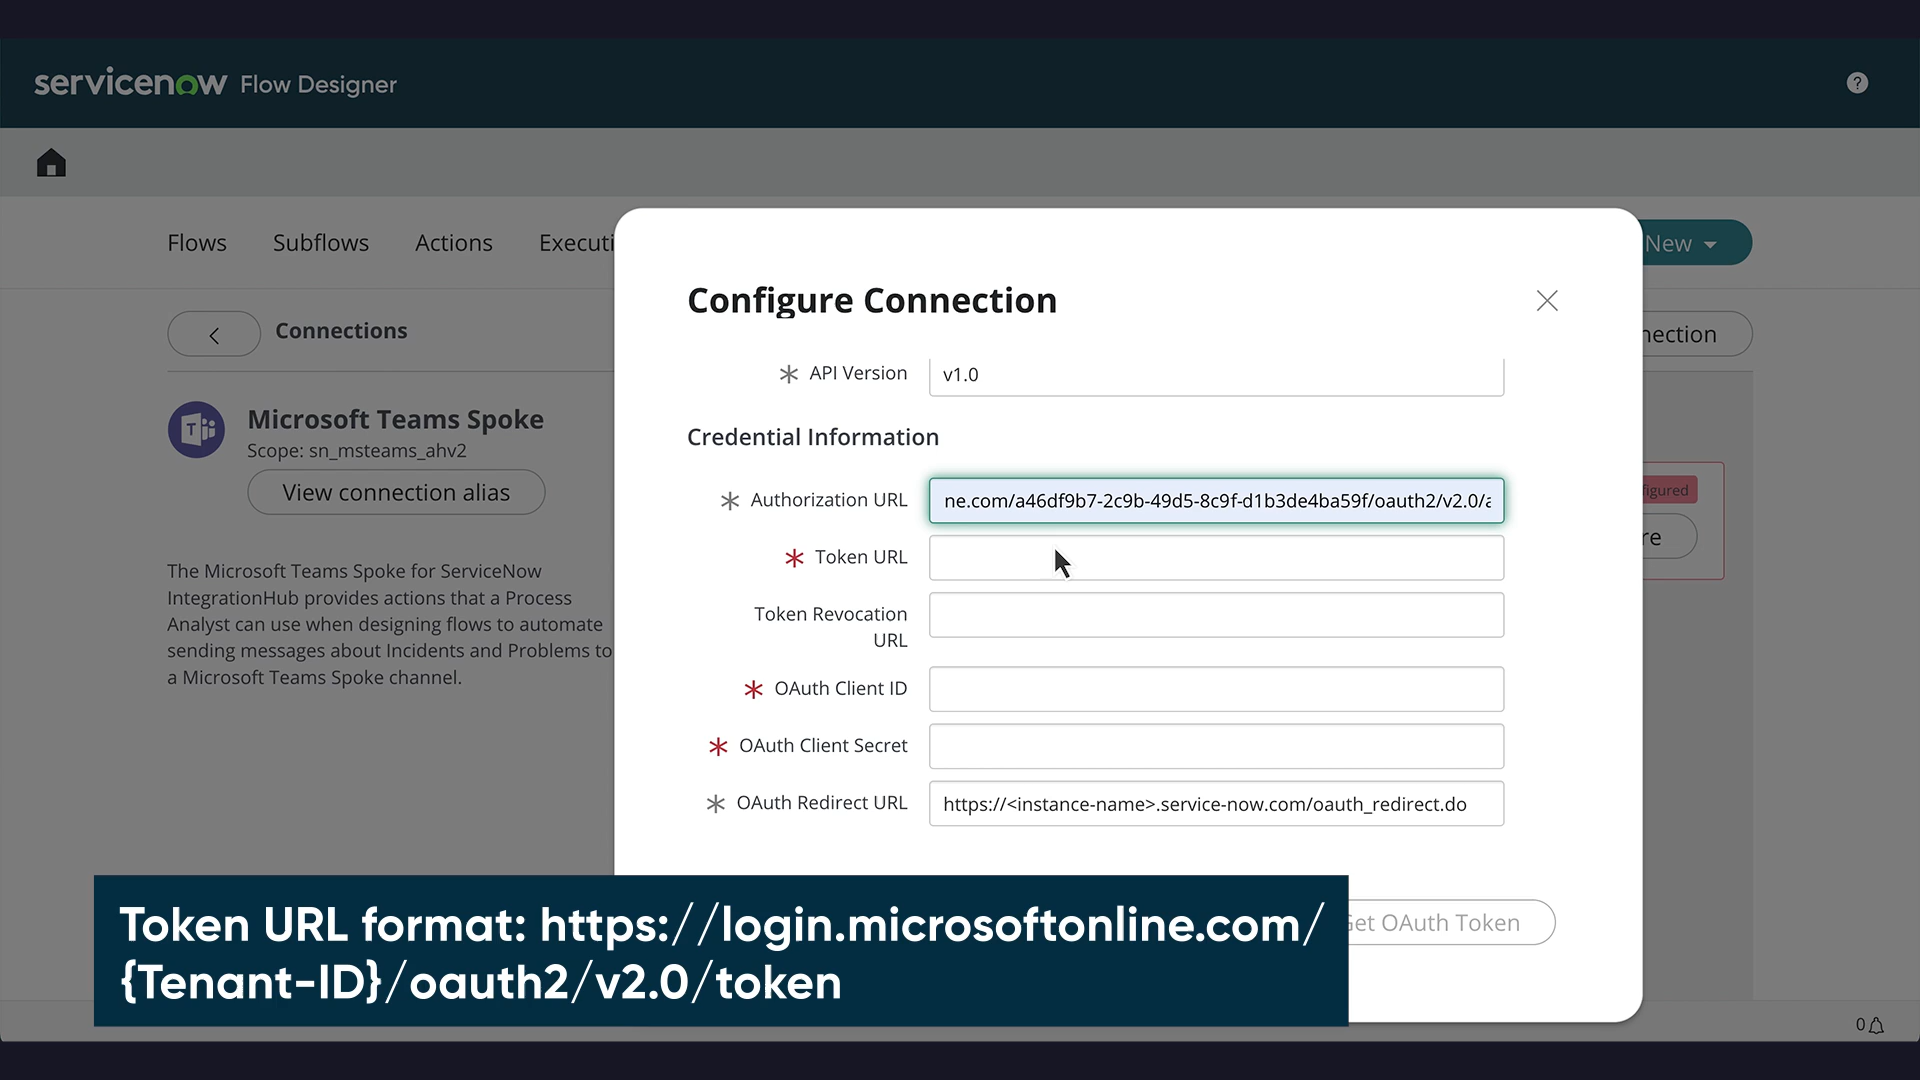 servicenow Flow Designer
?
Flows Subflows Actions Executi
New
Connections
nection
Microsoft Teams Spoke
Scope: sn_msteams_ahv2
View connection alias
The Microsoft Teams Spoke for ServiceNow
IntegrationHub provides actions that a Process
Analyst can use when designing flows to automate
sending messages about Incidents and Problems to
a Microsoft Teams Spoke channel.
igured
re
Configure Connection
* API Version v1.0
Credential Information
* Authorization URL ne.com/a46df9b7-2c9b-49d5-8c9f-d1b3de4ba59f/oauth2/v2.0/a
* Token URL
Token Revocation
URL
* OAuth Client ID
* OAuth Client Secret
* OAuth Redirect URL https://<instance-name>.service-now.com/oauth_redirect.do
Get OAuth Token
Token URL format: https://login.microsoftonline.com/
{Tenant-ID}/oauth2/v2.0/token
0